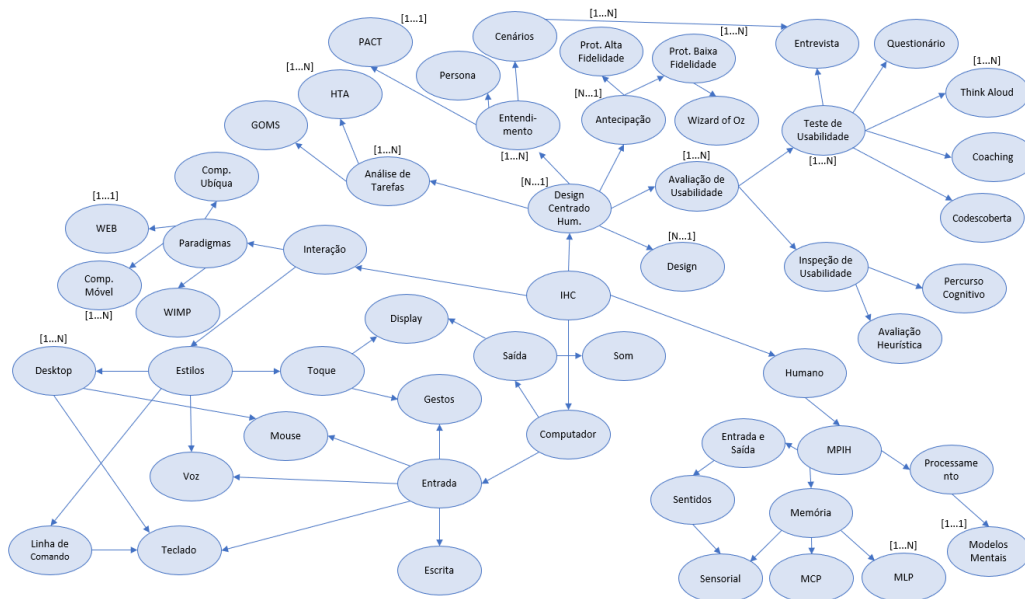 [1...1]
PACT
Cenários
[1...N]
Prot. Alta
Fidelidade
[1...N]
Prot. Baixa
Fidelidade
Entrevista
Questionário
[1...N]
HTA
Persona
[N...1]
Think Aloud
[1...N]
GOMS
Entendi-
mento
[1...N]
Antecipação
Wizard of Oz
Teste de
Usabilidade
[1...N]
Coaching
Comp.
Ubíqua
[1...N]
Análise de
Tarefas
[N...1]
Design
Centrado
Hum.
[1...N]
Avaliação de
Usabilidade
Codescoberta
[1...1]
WEB
Paradigmas
Interação
[N...1]
Design
Inspeção de
Usabilidade
Comp.
Móvel
[1...N]
WIMP
IHC
Percurso
Cognitivo
Display
Avaliação
Heurística
[1...N]
Desktop
Estilos
Toque
Saída
Som
Humano
Gestos
Mouse
Computador
Entrada e
Saída
MPIH
Processame
nto
Voz
Entrada
Sentidos
Memória
[1...1]
Modelos
Mentais
Linha de
Comando
Teclado
Escrita
Sensorial
MCP
[1...N]
MLP